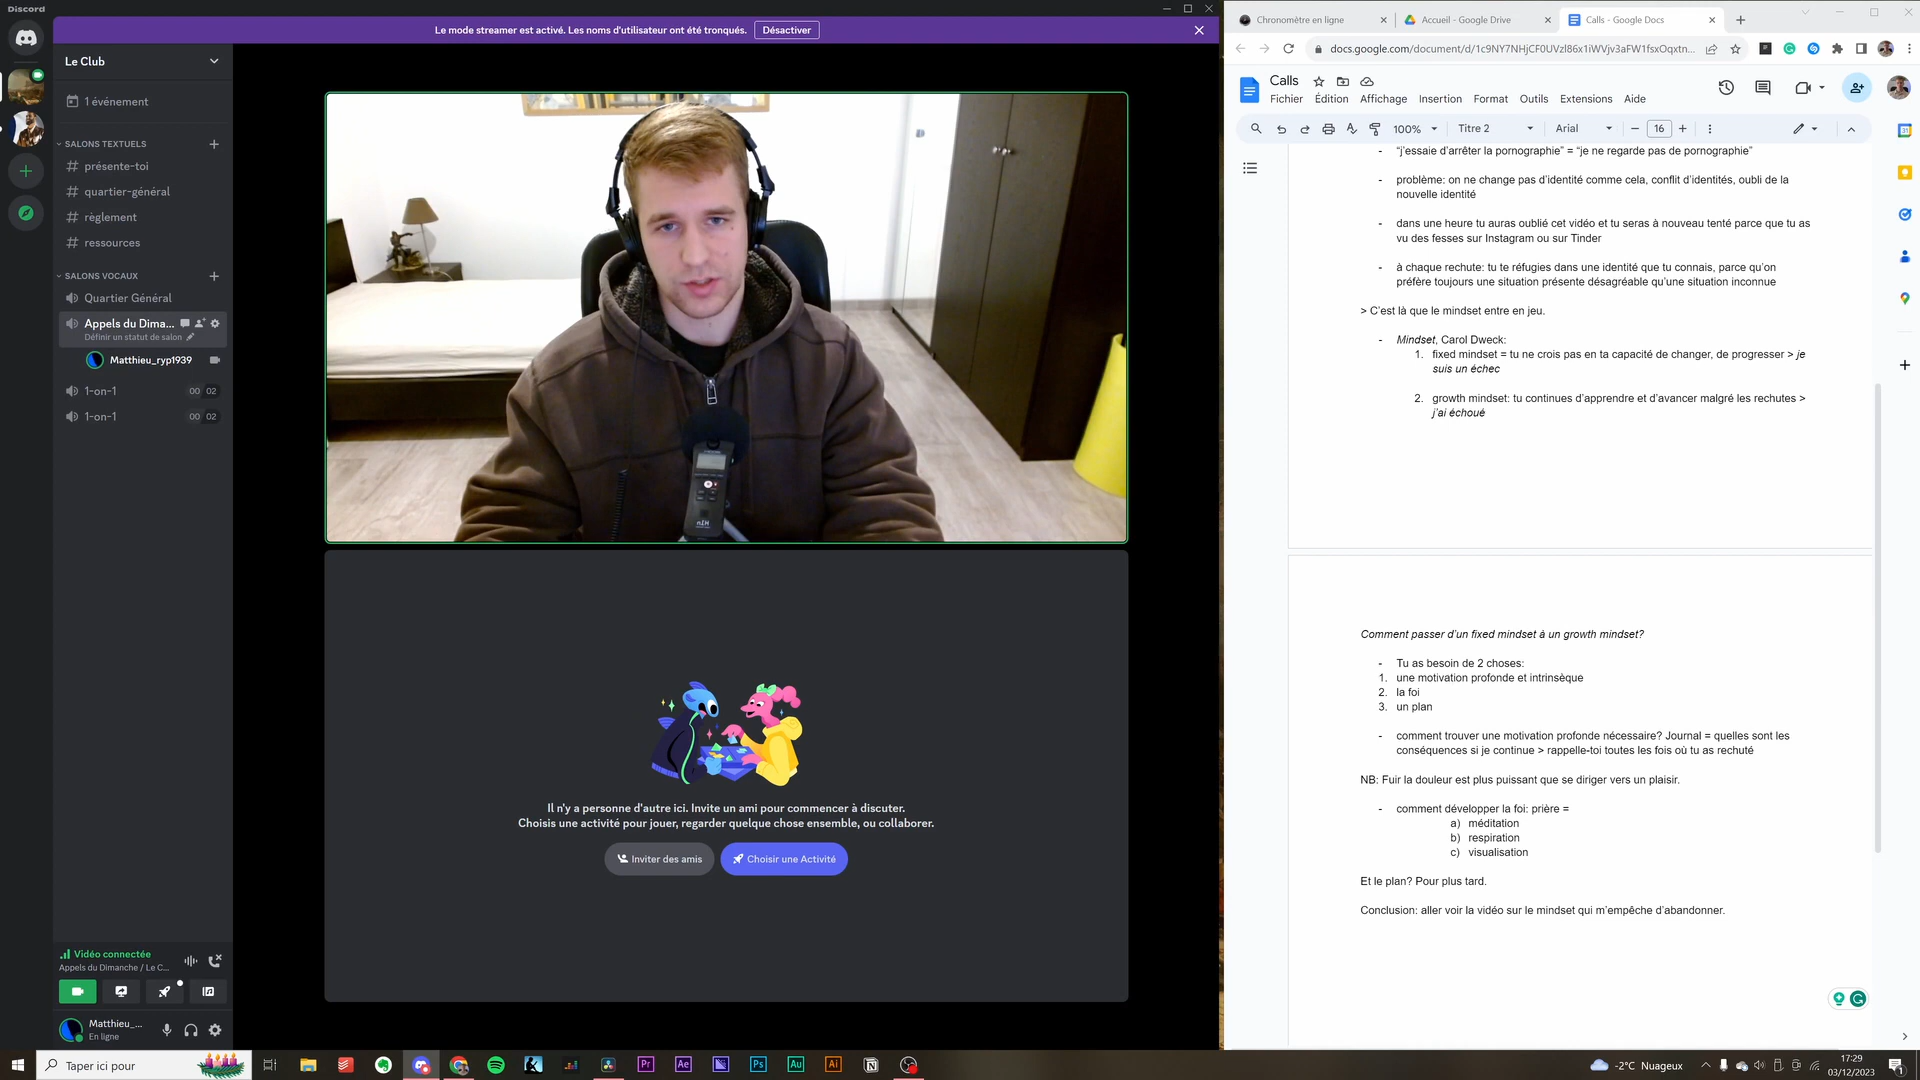 Discord
Le mode streamer est activé. Les noms d'utilisateur ont été tronqués.
Désactiver
Le Club
1 événement
SALONS TEXTUELS
présente-toi
quartier-général
règlement
ressources
SALONS VOCAUX
Quartier Général
Appels du Dima...
Définir un statut de salon
Matthieu_ryp1939
1-on-1 00 02
1-on-1 00 02
Il n'y a personne d'autre ici. Invite un ami pour commencer à discuter.
Choisis une activité pour jouer, regarder quelque chose ensemble, ou collaborer.
Inviter des amis
Choisir une Activité
Vidéo connectée
Appels du Dimanche / Le C...
Matthieu_...
En ligne
Chronomètre en ligne
Accueil - Google Drive
Calls - Google Docs
docs.google.com/document/d/1c9NY7NHjCF0UVzl86x1iWVjv3aFW1fsxOqxtn...
Calls
Fichier Édition Affichage Insertion Format Outils Extensions Aide
100% Titre 2 Arial 16
- “j’essaie d’arrêter la pornographie” = “je ne regarde pas de pornographie”
- problème: on ne change pas d’identité comme cela, conflit d’identités, oubli de la
nouvelle identité
- dans une heure tu auras oublié cet vidéo et tu seras à nouveau tenté parce que tu as
vu des fesses sur Instagram ou sur Tinder
- à chaque rechute: tu te réfugies dans une identité que tu connais, parce qu’on
préfère toujours une situation présente désagréable qu’une situation inconnue
> C’est là que le mindset entre en jeu.
- Mindset, Carol Dweck:
1. fixed mindset = tu ne crois pas en ta capacité de changer, de progresser > je
suis un échec
2. growth mindset: tu continues d’apprendre et d’avancer malgré les rechutes >
j’ai échoué
Comment passer d’un fixed mindset à un growth mindset?
- Tu as besoin de 2 choses:
1. une motivation profonde et intrinsèque
2. la foi
3. un plan
- comment trouver une motivation profonde nécessaire? Journal = quelles sont les
conséquences si je continue > rappelle-toi toutes les fois où tu as rechuté
NB: Fuir la douleur est plus puissant que se diriger vers un plaisir.
- comment développer la foi: prière =
a) méditation
b) respiration
c) visualisation
Et le plan? Pour plus tard.
Conclusion: aller voir la vidéo sur le mindset qui m’empêche d’abandonner.
Taper ici pour
Pr Ae Ps Au Ai
-2°C Nuageux
17:29
03/12/2023